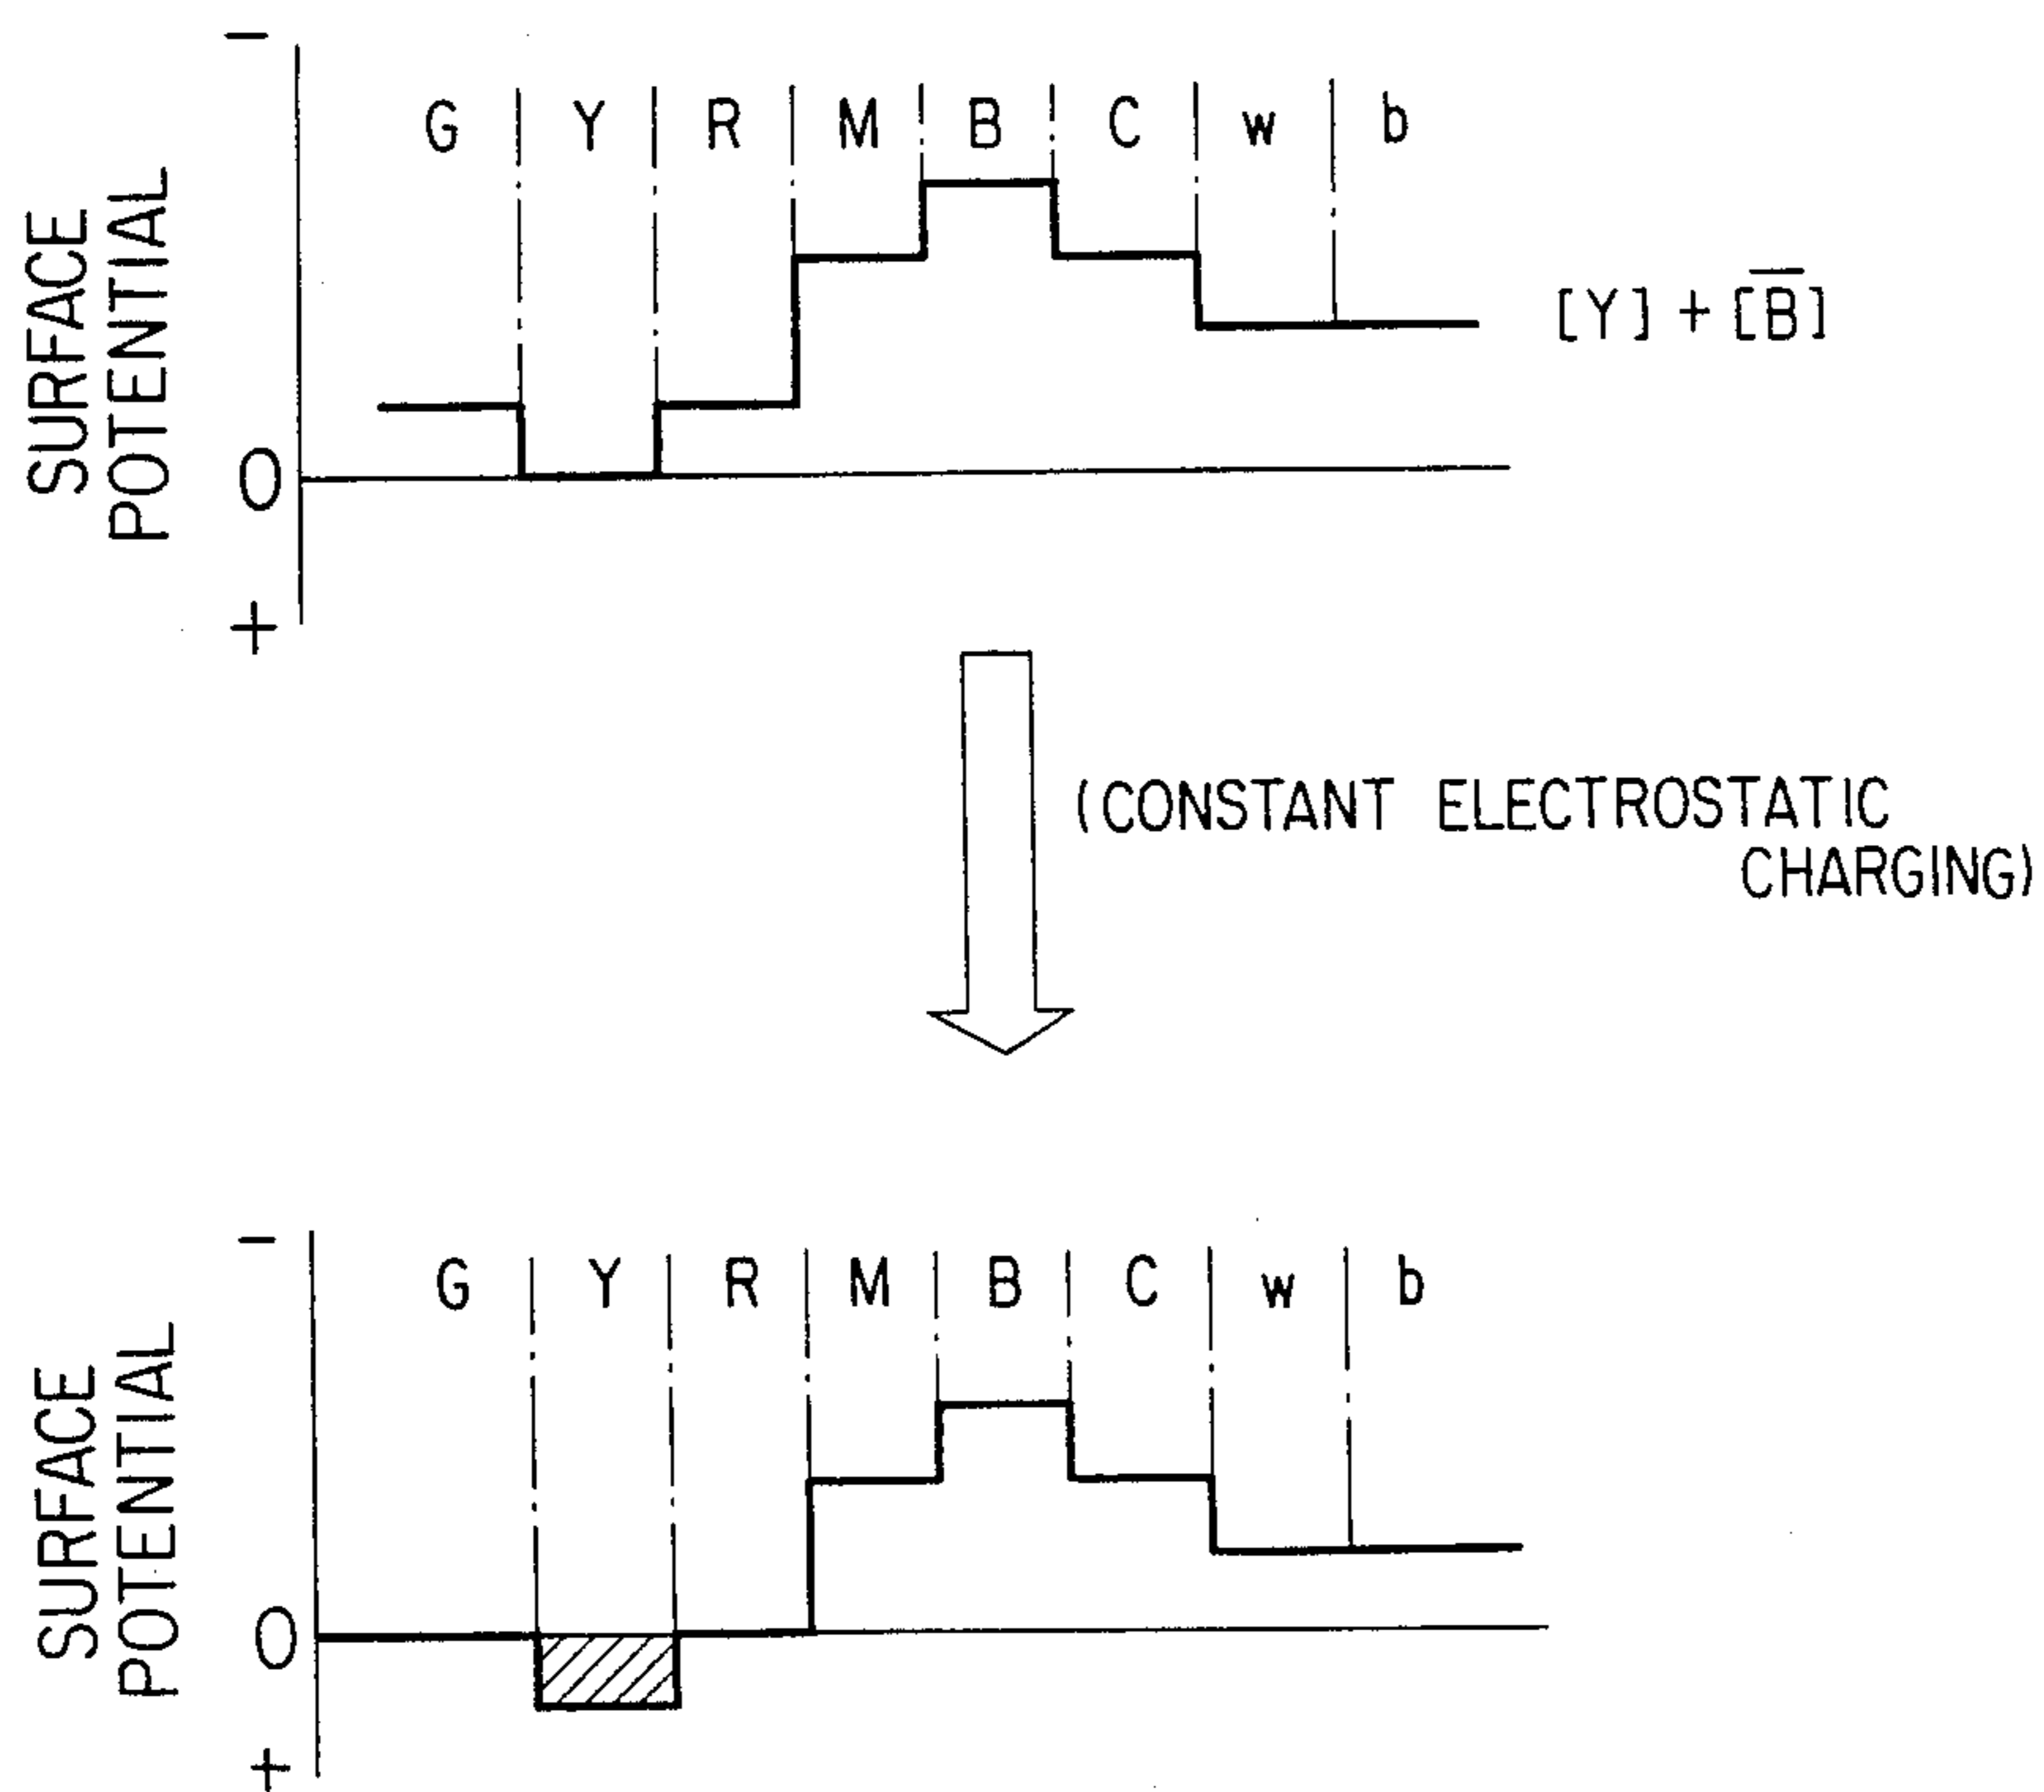 −
G Y R M B C w b
SURFACE
POTENTIAL
[Y] + [B̅]
0
+
(CONSTANT ELECTROSTATIC
CHARGING)
−
G Y R M B C w b
SURFACE
POTENTIAL
0
+